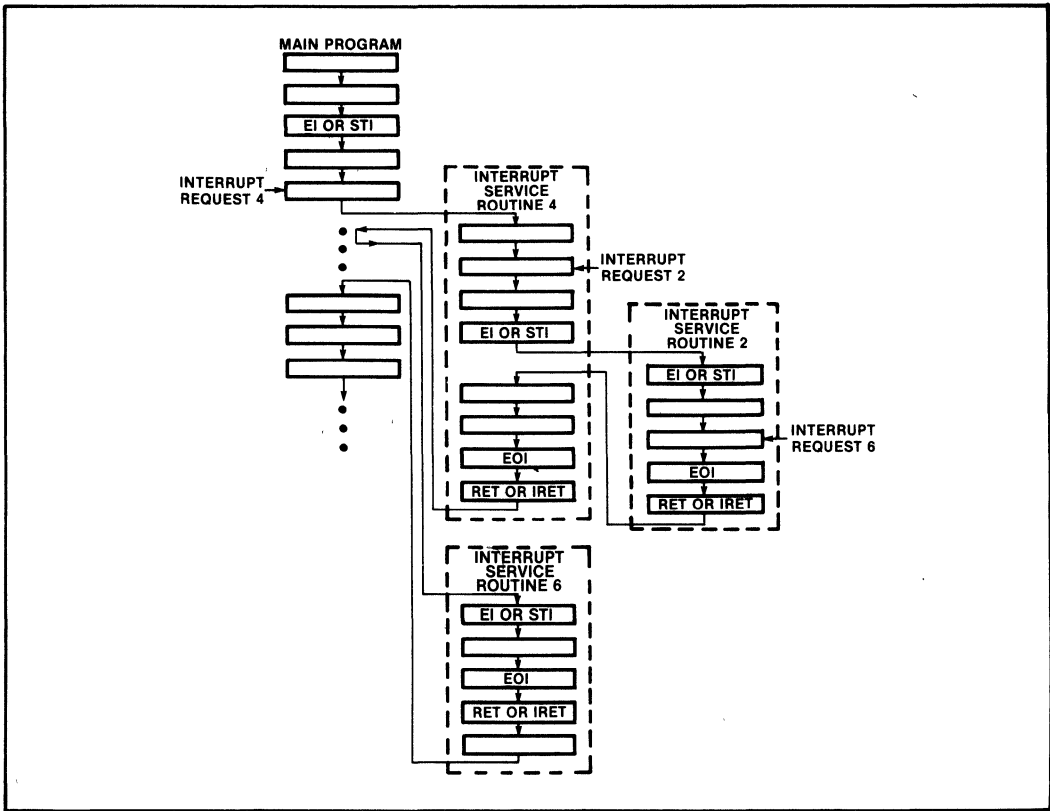 MAIN PROGRAM
EI OR STI
INTERRUPT
REQUEST 4
INTERRUPT
SERVICE
ROUTINE 4
INTERRUPT
REQUEST 2
EI OR STI
EOI
RET OR IRET
INTERRUPT
SERVICE
ROUTINE 2
EI OR STI
INTERRUPT
REQUEST 6
EOI
RET OR IRET
INTERRUPT
SERVICE
ROUTINE 6
EI OR STI
EOI
RET OR IRET